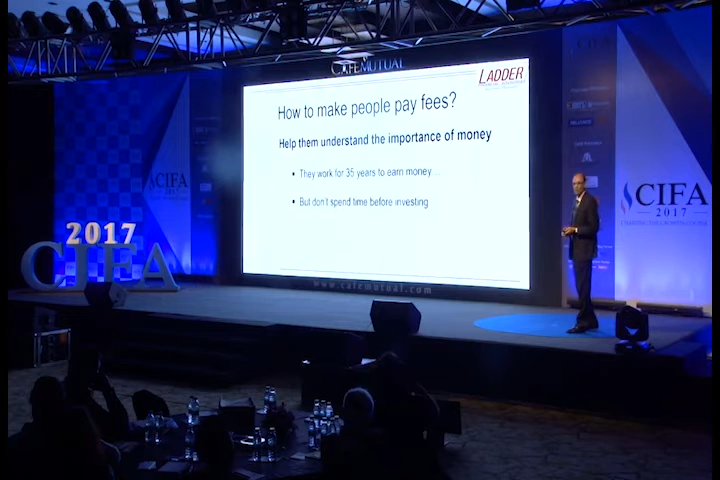 CAFEMUTUAL
LADDER
How to make people pay fees?
Help them understand the importance of money
• They work for 35 years to earn money...
• But don't spend time before investing
www.cafemutual.com
CIFA
2017
CIFA
CIFA
CIFA
2017